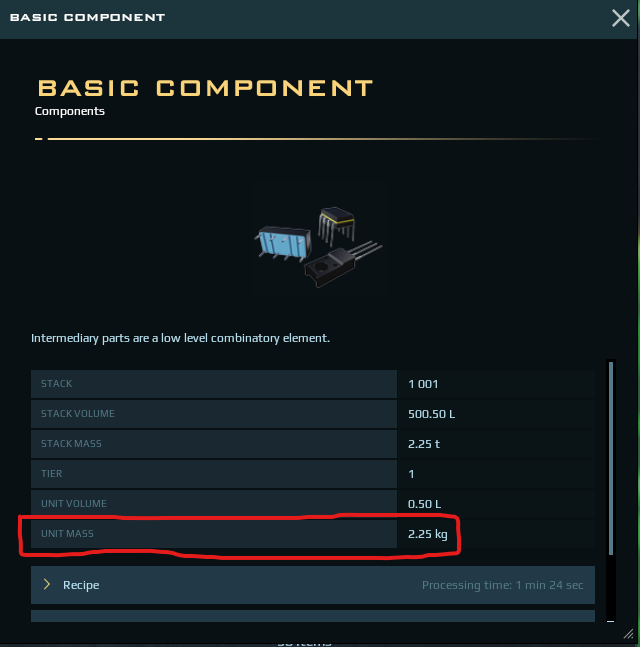 BASIC COMPONENT
BASIC COMPONENT
Components
Intermediary parts are a low level combinatory element.
STACK 1 001
STACK VOLUME 500.50 L
STACK MASS 2.25 t
TIER 1
UNIT VOLUME 0.50 L
UNIT MASS 2.25 kg
Recipe Processing time: 1 min 24 sec